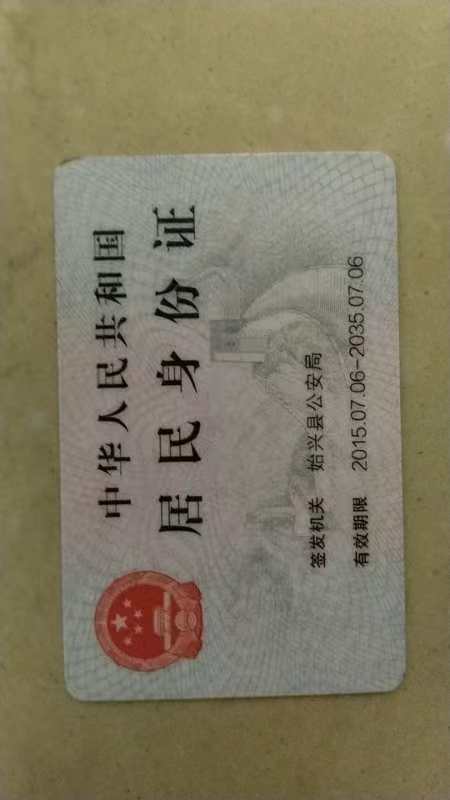 中华人民共和国
居民身份证
签发机关 始兴县公安局
有效期限 2015.07.06-2035.07.06